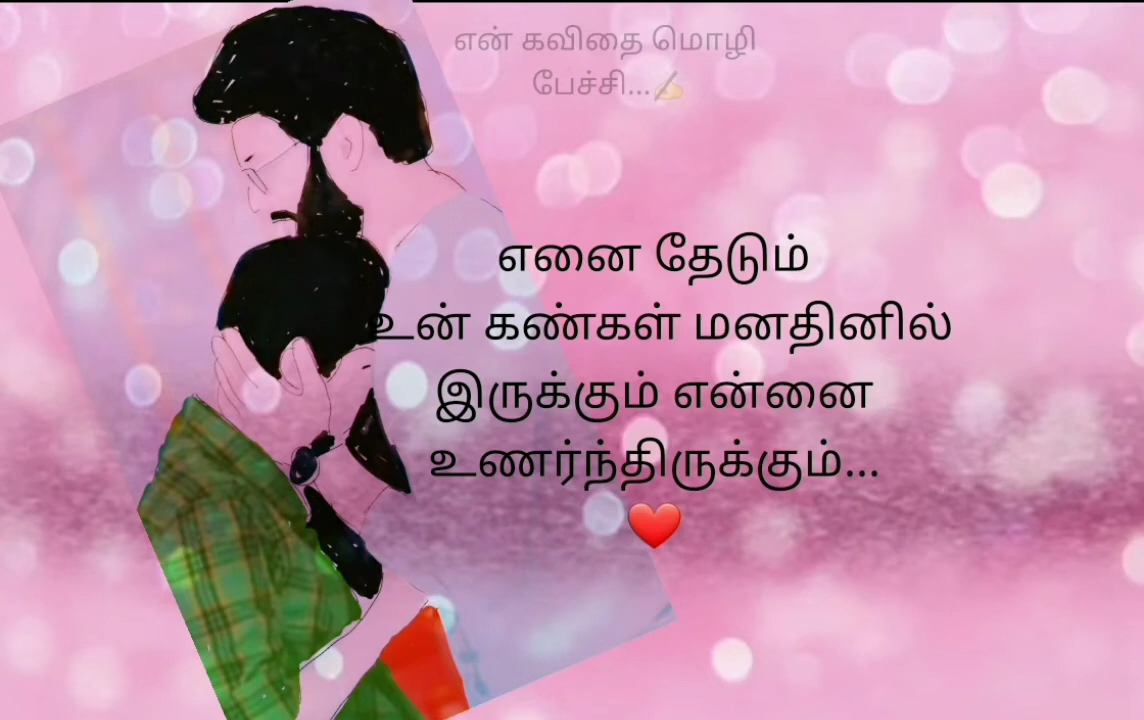 என் கவிதை மொழி
பேச்சி...✍
எனை தேடும்
உன் கண்கள் மனதினில்
இருக்கும் என்னை
உணர்ந்திருக்கும்...
❤